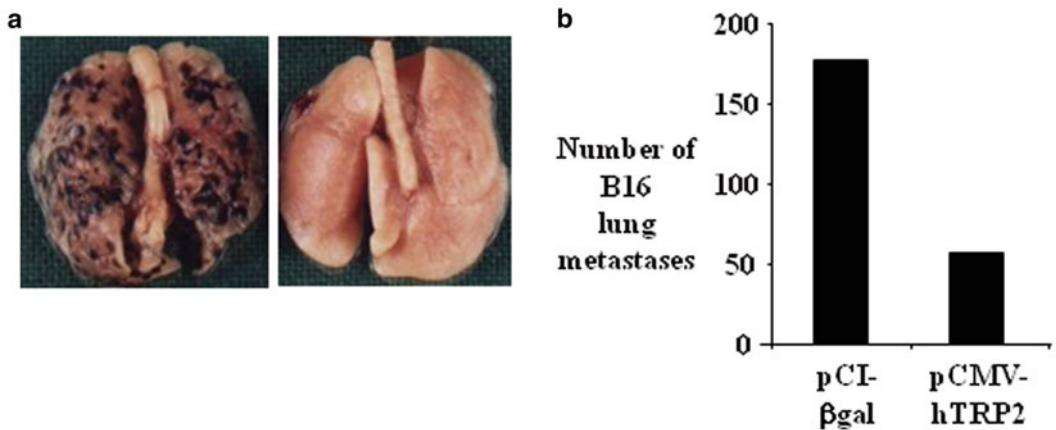 a
b
Number of
B16
lung
metastases
200
150
100
50
0
pCI-
βgal
pCMV-
hTRP2